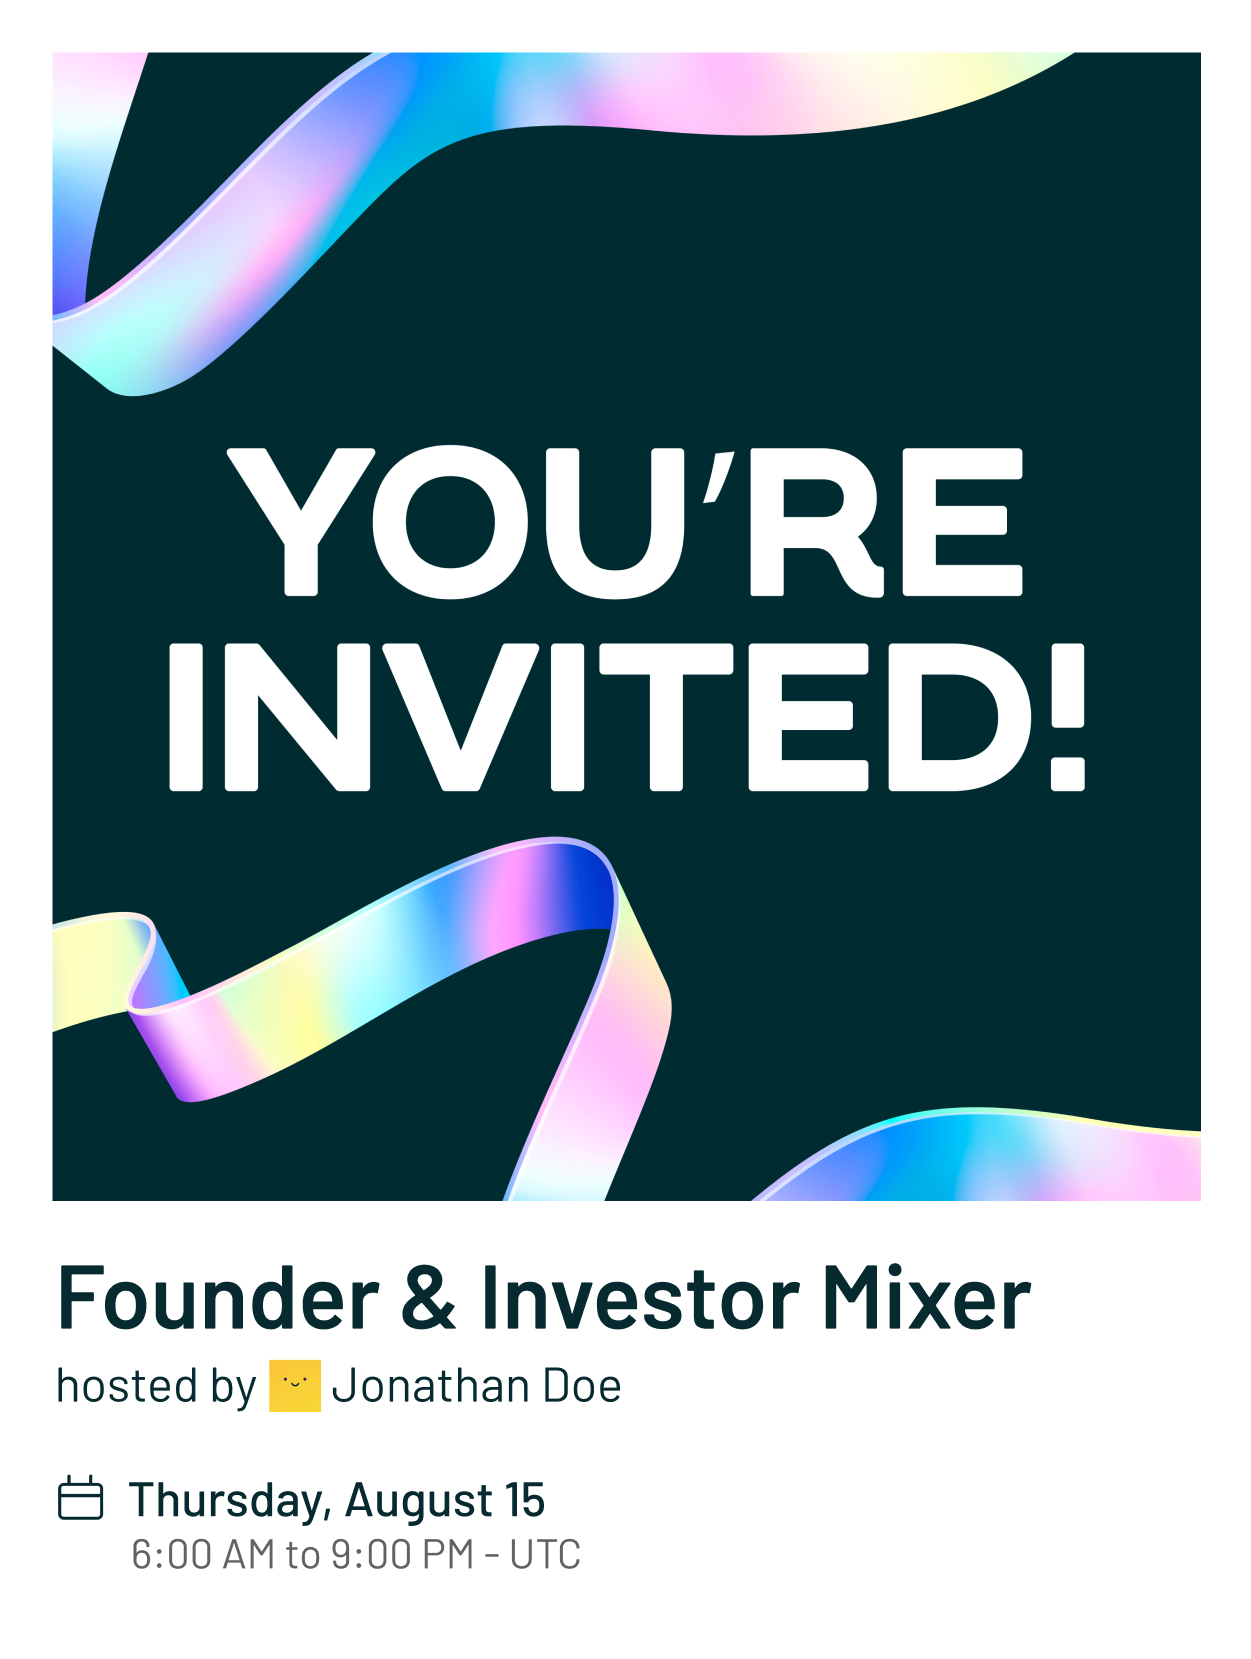 YOU’RE
INVITED!
Founder & Investor Mixer
hosted by Jonathan Doe
Thursday, August 15
6:00 AM to 9:00 PM - UTC